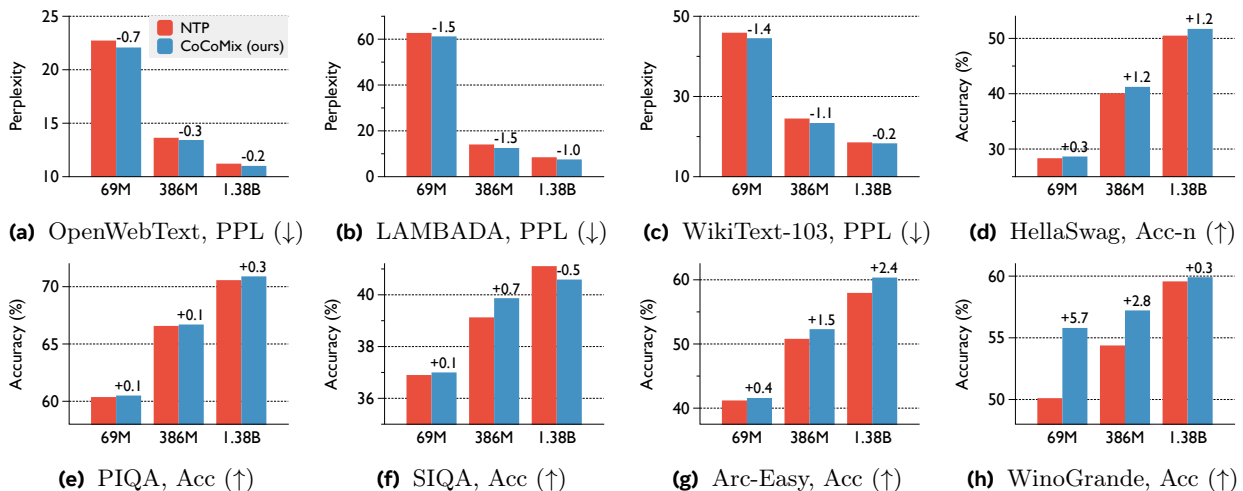 25
20
15
10
Perplexity
NTP
CoCoMix (ours)
-0.7
-0.3
-0.2
69M 386M 1.38B
(a) OpenWebText, PPL (↓)
60
40
20
0
Perplexity
-1.5
-1.5
-1.0
69M 386M 1.38B
(b) LAMBADA, PPL (↓)
50
30
10
Perplexity
-1.4
-1.1
-0.2
69M 386M 1.38B
(c) WikiText-103, PPL (↓)
50
40
30
Accuracy (%)
+0.3
+1.2
+1.2
69M 386M 1.38B
(d) HellaSwag, Acc-n (↑)
70
65
60
Accuracy (%)
+0.1
+0.1
+0.3
69M 386M 1.38B
(e) PIQA, Acc (↑)
40
38
36
Accuracy (%)
+0.1
+0.7
-0.5
69M 386M 1.38B
(f) SIQA, Acc (↑)
60
50
40
Accuracy (%)
+0.4
+1.5
+2.4
69M 386M 1.38B
(g) Arc-Easy, Acc (↑)
60
55
50
Accuracy (%)
+5.7
+2.8
+0.3
69M 386M 1.38B
(h) WinoGrande, Acc (↑)